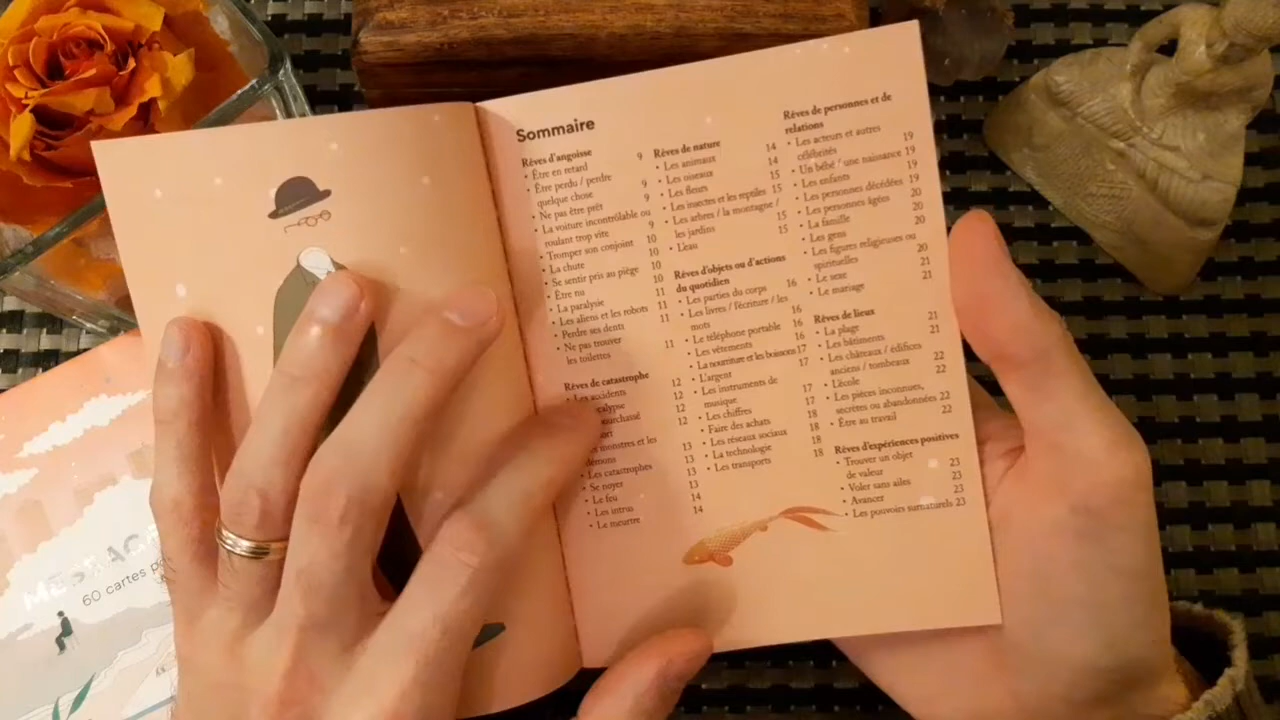 Sommaire
Rêves d'angoisse
• Être en retard 9
• Être perdu / perdre
quelque chose 9
• Ne pas être prêt 9
• La voiture incontrôlable ou
roulant trop vite 9
• Tromper son conjoint 10
• La chute 10
• Se sentir pris au piège 10
• Être nu 10
• La paralysie 11
• Les aliens et les robots 11
• Perdre ses dents 11
• Ne pas trouver
les toilettes 11
Rêves de catastrophe
• Les accidents 12
calypse 12
pourchassé 12
ort 12
s monstres et les
démons 13
• Les catastrophes 13
• Se noyer 13
• Le feu 13
• Les intrus 14
• Le meurtre 14
Rêves de nature
• Les animaux 14
• Les oiseaux 14
• Les fleurs 15
• Les insectes et les reptiles 15
• Les arbres / la montagne /
les jardins 15
• L'eau 15
Rêves d'objets ou d'actions
du quotidien
• Les parties du corps 16
• Les livres / l'écriture / les
mots 16
• Le téléphone portable 16
• Les vêtements 16
• La nourriture et les boissons 17
• L'argent 17
• Les instruments de
musique 17
• Les chiffres 17
• Faire des achats 18
• Les réseaux sociaux 18
• La technologie 18
• Les transports 18
Rêves de personnes et de
relations
• Les acteurs et autres
célébrités 19
• Un bébé / une naissance 19
• Les enfants 19
• Les personnes décédées 19
• Les personnes âgées 20
• La famille 20
• Les gens 20
• Les figures religieuses ou
spirituelles 20
• Le sexe 21
• Le mariage 21
Rêves de lieux
• La plage 21
• Les bâtiments 21
• Les châteaux / édifices
anciens / tombeaux 22
• L'école 22
• Les pièces inconnues,
secrètes ou abandonnées 22
• Être au travail 22
Rêves d'expériences positives
• Trouver un objet
de valeur 23
• Voler sans ailes 23
• Avancer 23
• Les pouvoirs surnaturels 23
MESSAG
60 cartes po